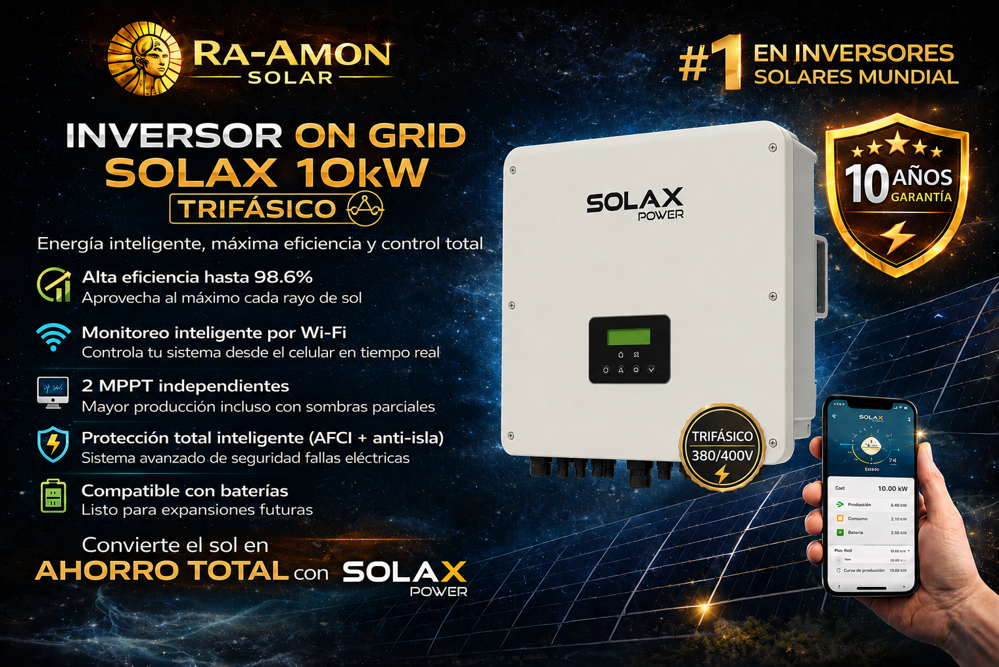 RA-AMON
SOLAR
#1 EN INVERSORES
SOLARES MUNDIAL
INVERSOR ON GRID
SOLAX 10kW
TRIFÁSICO
Energía inteligente, máxima eficiencia y control total
Alta eficiencia hasta 98.6%
Aprovecha al máximo cada rayo de sol
Monitoreo inteligente por Wi-Fi
Controla tu sistema desde el celular en tiempo real
2 MPPT independientes
Mayor producción incluso con sombras parciales
Protección total inteligente (AFCI + anti-isla)
Sistema avanzado de seguridad fallas eléctricas
Compatible con baterías
Listo para expansiones futuras
Convierte el sol en
AHORRO TOTAL con SOLAX
POWER
SOLAX
POWER
10 AÑOS
GARANTÍA
TRIFÁSICO
380/400V
SOLAX
Estado
Coet 10.00 kW
Producción 8.40 kW
Consumo 2.10 kW
Batería 3.50 kW
Red
Curva de producción 10.00 kW